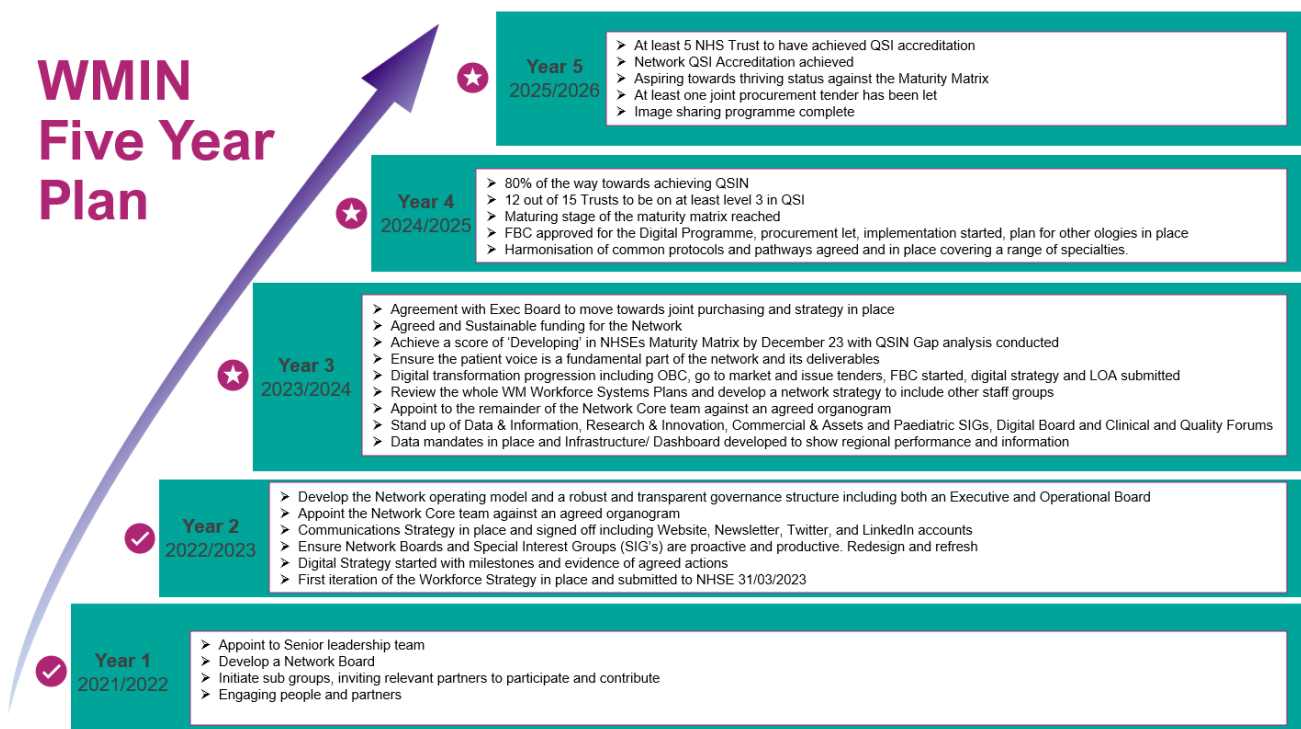 WMIN
Five Year
Plan
Year 5
2025/2026
➢ At least 5 NHS Trust to have achieved QSI accreditation
➢ Network QSI Accreditation achieved
➢ Aspiring towards thriving status against the Maturity Matrix
➢ At least one joint procurement tender has been let
➢ Image sharing programme complete
Year 4
2024/2025
➢ 80% of the way towards achieving QSIN
➢ 12 out of 15 Trusts to be on at least level 3 in QSI
➢ Maturing stage of the maturity matrix reached
➢ FBC approved for the Digital Programme, procurement let, implementation started, plan for other ologies in place
➢ Harmonisation of common protocols and pathways agreed and in place covering a range of specialties.
Year 3
2023/2024
➢ Agreement with Exec Board to move towards joint purchasing and strategy in place
➢ Agreed and Sustainable funding for the Network
➢ Achieve a score of ‘Developing’ in NHSEs Maturity Matrix by December 23 with QSIN Gap analysis conducted
➢ Ensure the patient voice is a fundamental part of the network and its deliverables
➢ Digital transformation progression including OBC, go to market and issue tenders, FBC started, digital strategy and LOA submitted
➢ Review the whole WM Workforce Systems Plans and develop a network strategy to include other staff groups
➢ Appoint to the remainder of the Network Core team against an agreed organogram
➢ Stand up of Data & Information, Research & Innovation, Commercial & Assets and Paediatric SIGs, Digital Board and Clinical and Quality Forums
➢ Data mandates in place and Infrastructure/ Dashboard developed to show regional performance and information
Year 2
2022/2023
➢ Develop the Network operating model and a robust and transparent governance structure including both an Executive and Operational Board
➢ Appoint the Network Core team against an agreed organogram
➢ Communications Strategy in place and signed off including Website, Newsletter, Twitter, and LinkedIn accounts
➢ Ensure Network Boards and Special Interest Groups (SIG’s) are proactive and productive. Redesign and refresh
➢ Digital Strategy started with milestones and evidence of agreed actions
➢ First iteration of the Workforce Strategy in place and submitted to NHSE 31/03/2023
Year 1
2021/2022
➢ Appoint to Senior leadership team
➢ Develop a Network Board
➢ Initiate sub groups, inviting relevant partners to participate and contribute
➢ Engaging people and partners